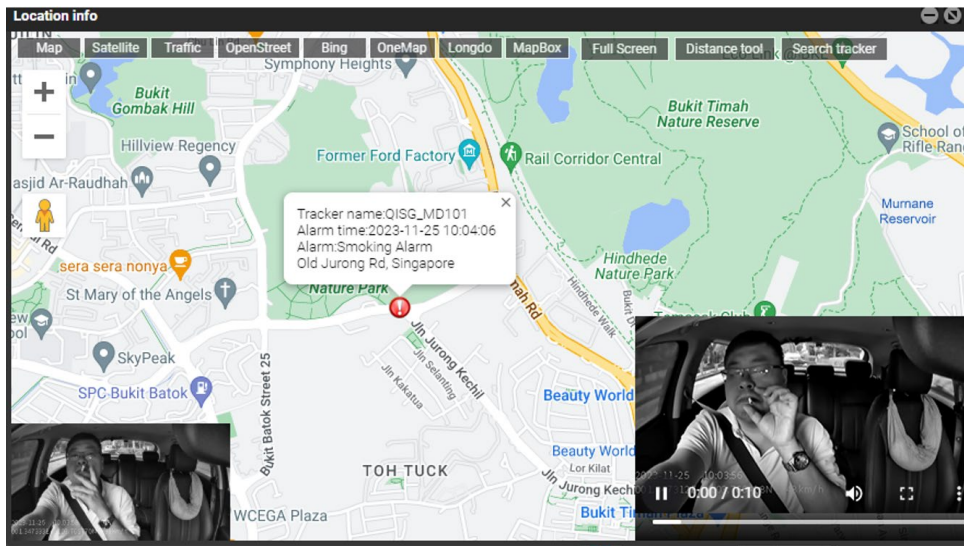 Location info
Map
Satellite
Traffic
OpenStreet
Bing
OneMap
Longdo
MapBox
Full Screen
Distance tool
Search tracker
Symphony Heights
Bukit
Gombak Hill
Bukit Timah
Nature Reserve
School of
Rifle Ran
Hillview Regency
Former Ford Factory
Rail Corridor Central
asjid Ar-Raudhah
Murnane
Reservoir
Tracker name:QISG_MD101
Alarm time:2023-11-25 10:04:06
Alarm:Smoking Alarm
Old Jurong Rd, Singapore
Hindhede
Nature Park
sera sera nonya
Nature Park
St Mary of the Angels
mah Rd
Hindhede Walk
Jln Jurong Kechil
SkyPeak
Jln Selanting
Jln Kakatua
SPC Bukit Batok
Bukit Batok Street 25
Beauty World
Beauty World
Lor Kilat
TOH TUCK
Jln Jurong Kechil
WCEGA Plaza
0:00 / 0:10